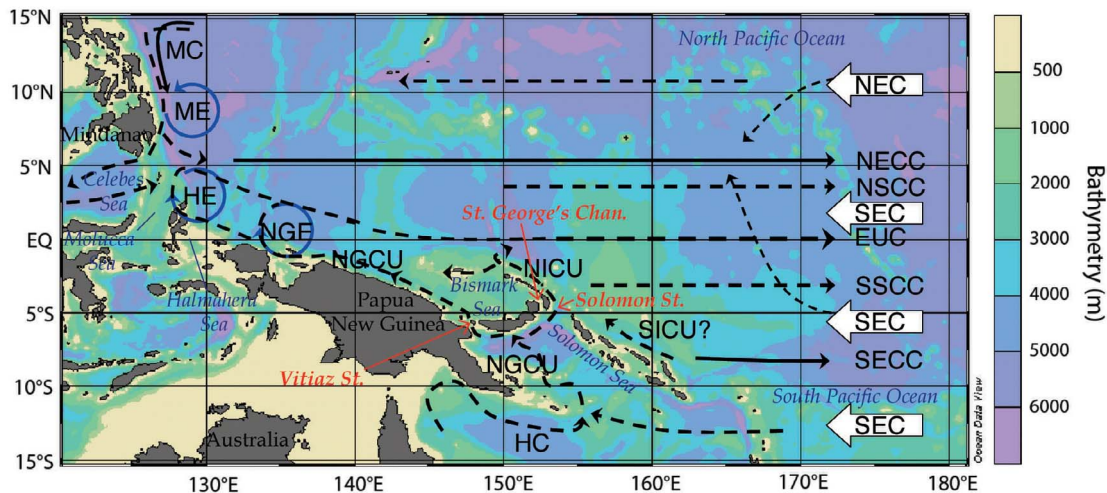 15°N
10°N
5°N
EQ
5°S
10°S
15°S
130°E
140°E
150°E
160°E
170°E
180°E
MC
ME
Mindanao
Celebes
Sea
HE
Molucca
Sea
Halmahera
Sea
NGE
NGCU
North Pacific Ocean
NEC
NECC
NSCC
SEC
EUC
St. George's Chan.
NICU
Bismark
Sea
Papua
New Guinea
Solomon St.
SSCC
SICU?
SEC
SECC
Solomon Sea
NGCU
Vitiaz St.
South Pacific Ocean
SEC
HC
Australia
Ocean Data View
500
1000
2000
3000
4000
5000
6000
Bathymetry (m)